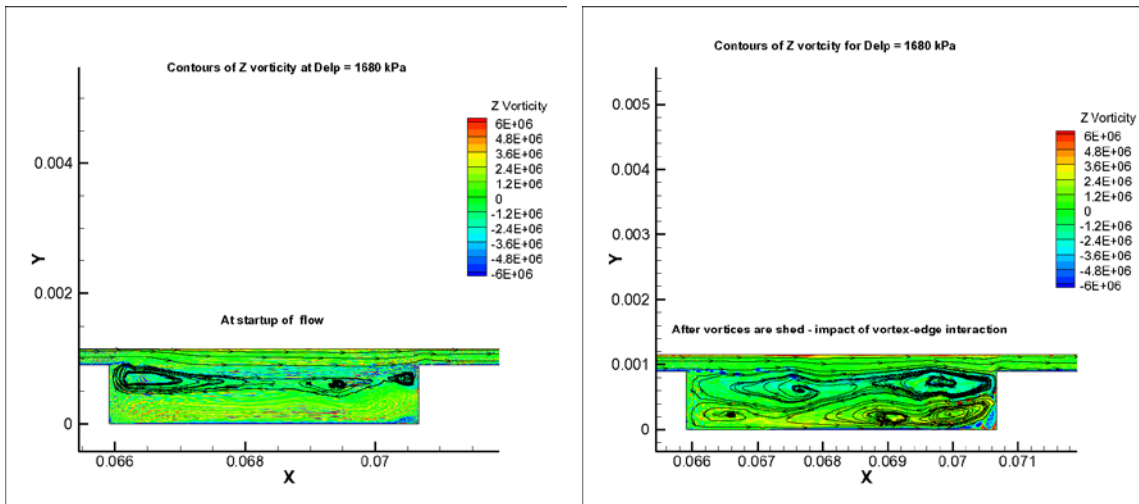 Contours of Z vorticity at Delp = 1680 kPa
Z Vorticity
6E+06
4.8E+06
3.6E+06
2.4E+06
1.2E+06
0
-1.2E+06
-2.4E+06
-3.6E+06
-4.8E+06
-6E+06
0.004
0.002
0
Y
At startup of flow
0.066
0.068
0.07
X
Contours of Z vortcity for Delp = 1680 kPa
Z Vorticity
6E+06
4.8E+06
3.6E+06
2.4E+06
1.2E+06
0
-1.2E+06
-2.4E+06
-3.6E+06
-4.8E+06
-6E+06
0.005
0.004
0.003
0.002
0.001
0
Y
After vortices are shed - impact of vortex-edge interaction
0.066
0.067
0.068
0.069
0.07
0.071
X